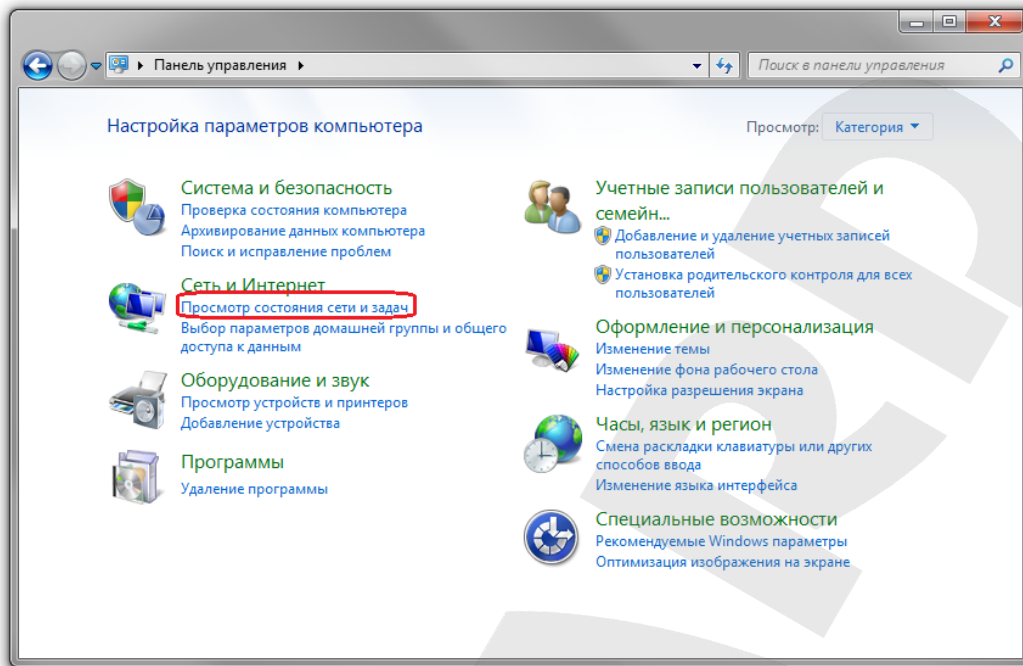 Панель управления
Поиск в панели управления
Настройка параметров компьютера
Просмотр: Категория
Система и безопасность
Проверка состояния компьютера
Архивирование данных компьютера
Поиск и исправление проблем
Сеть и Интернет
Просмотр состояния сети и задач
Выбор параметров домашней группы и общего
доступа к данным
Оборудование и звук
Просмотр устройств и принтеров
Добавление устройства
Программы
Удаление программы
Учетные записи пользователей и
семейн...
Добавление и удаление учетных записей
пользователей
Установка родительского контроля для всех
пользователей
Оформление и персонализация
Изменение темы
Изменение фона рабочего стола
Настройка разрешения экрана
Часы, язык и регион
Смена раскладки клавиатуры или других
способов ввода
Изменение языка интерфейса
Специальные возможности
Рекомендуемые Windows параметры
Оптимизация изображения на экране